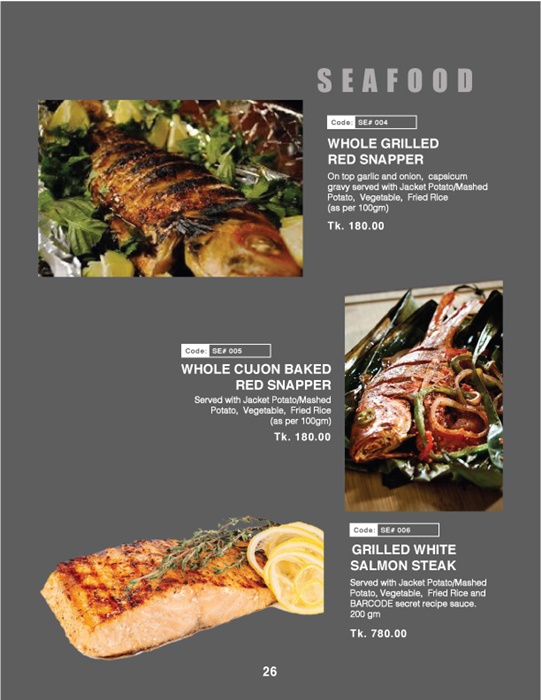 SEAFOOD
Code: SE# 004
WHOLE GRILLED
RED SNAPPER
On top garlic and onion, capsicum
gravy served with Jacket Potato/Mashed
Potato, Vegetable, Fried Rice
(as per 100gm)
Tk. 180.00
Code: SE# 005
WHOLE CUJON BAKED
RED SNAPPER
Served with Jacket Potato/Mashed
Potato, Vegetable, Fried Rice
(as per 100gm)
Tk. 180.00
Code: SE# 006
GRILLED WHITE
SALMON STEAK
Served with Jacket Potato/Mashed
Potato, Vegetable, Fried Rice and
BARCODE secret recipe sauce.
200 gm
Tk. 780.00
26